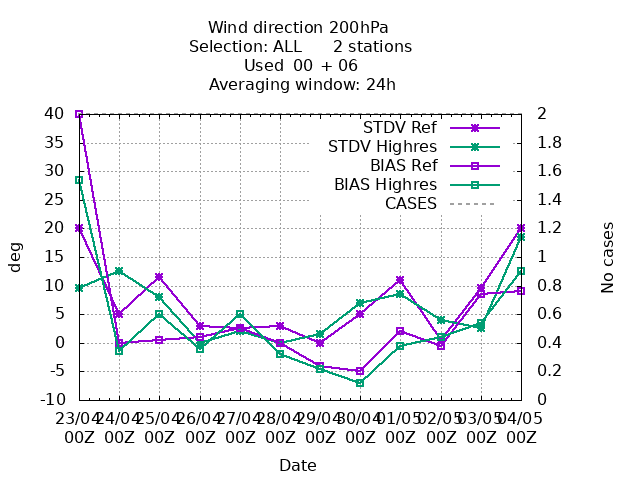 Wind direction 200hPa
Selection: ALL 2 stations
Used 00 + 06
Averaging window: 24h
40 2
35 1.8
30 1.6
25 1.4
20 1.2
15 1
10 0.8
5 0.6
0 0.4
-5 0.2
-10 0
STDV Ref
STDV Highres
BIAS Ref
BIAS Highres
CASES
deg
No cases
23/04 24/04 25/04 26/04 27/04 28/04 29/04 30/04 01/05 02/05 03/05 04/05
00Z 00Z 00Z 00Z 00Z 00Z 00Z 00Z 00Z 00Z 00Z 00Z
Date